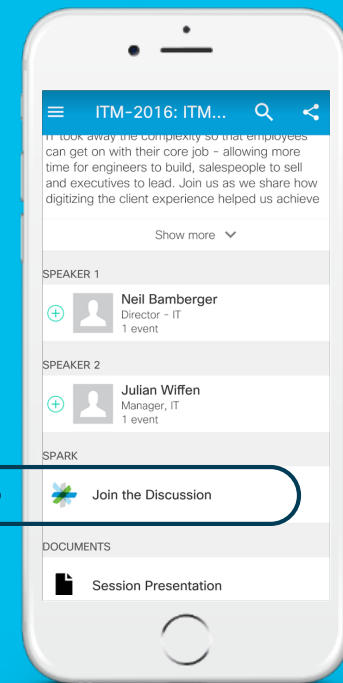 ITM-2016: ITM...
IT took away the complexity so that employees
can get on with their core job - allowing more
time for engineers to build, salespeople to sell
and executives to lead. Join us as we share how
digitizing the client experience helped us achieve
Show more
SPEAKER 1
Neil Bamberger
Director - IT
1 event
SPEAKER 2
Julian Wiffen
Manager, IT
1 event
SPARK
Join the Discussion
DOCUMENTS
Session Presentation